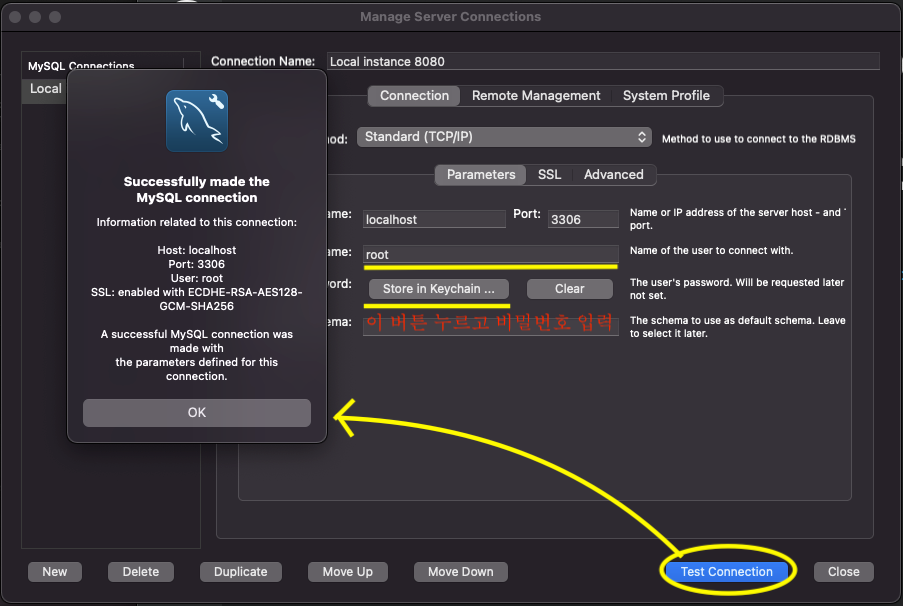 Manage Server Connections
MySQL Connections
Local
Connection Name:
Local instance 8080
Connection
Remote Management
System Profile
Standard (TCP/IP)
Method to use to connect to the RDBMS
Parameters
SSL
Advanced
localhost
Port:
3306
Name or IP address of the server host - and
port.
root
Name of the user to connect with.
Store in Keychain ...
Clear
The user's password. Will be requested later
not set.
이 버튼 누르고 비밀번호 입력
The schema to use as default schema. Leave
to select it later.
Successfully made the
MySQL connection
Information related to this connection:
Host: localhost
Port: 3306
User: root
SSL: enabled with ECDHE-RSA-AES128-
GCM-SHA256
A successful MySQL connection was
made with
the parameters defined for this
connection.
OK
New
Delete
Duplicate
Move Up
Move Down
Test Connection
Close